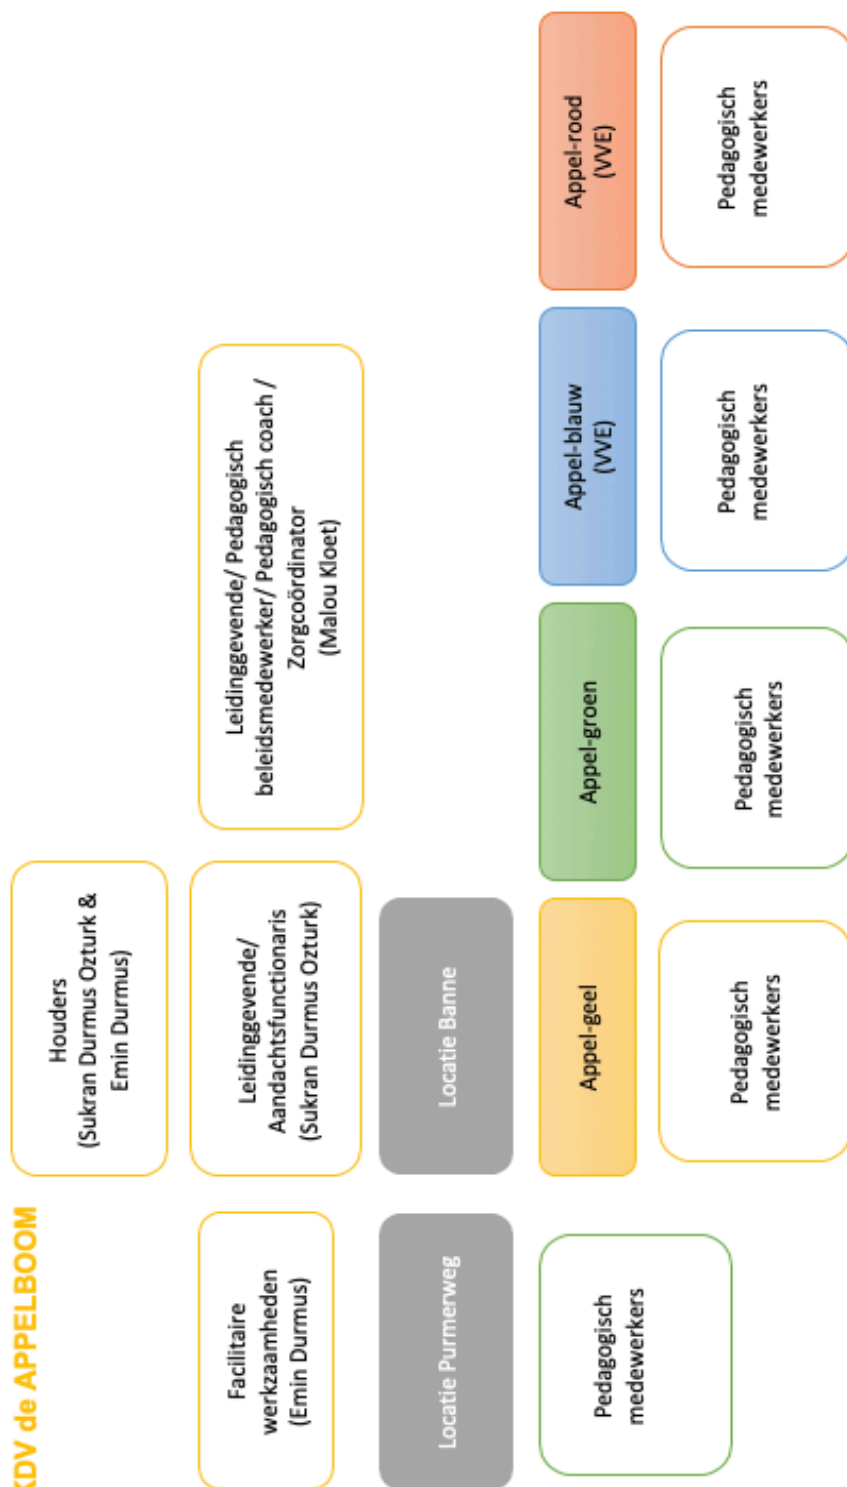 KDV de APPELBOOM
Houders
(Sukran Durmus Ozturk &
Emin Durmus)
Facilitaire
werkzaamheden
(Emin Durmus)
Leidinggevende/
Aandachtsfunctionaris
(Sukran Durmus Ozturk)
Leidinggevende/ Pedagogisch
beleidsmedewerker/ Pedagogisch coach /
Zorgcoördinator
(Malou Kloet)
Locatie Purmerweg
Locatie Banne
Pedagogisch
medewerkers
Appel-geel
Appel-groen
Appel-blauw
(VVE)
Appel-rood
(VVE)
Pedagogisch
medewerkers
Pedagogisch
medewerkers
Pedagogisch
medewerkers
Pedagogisch
medewerkers